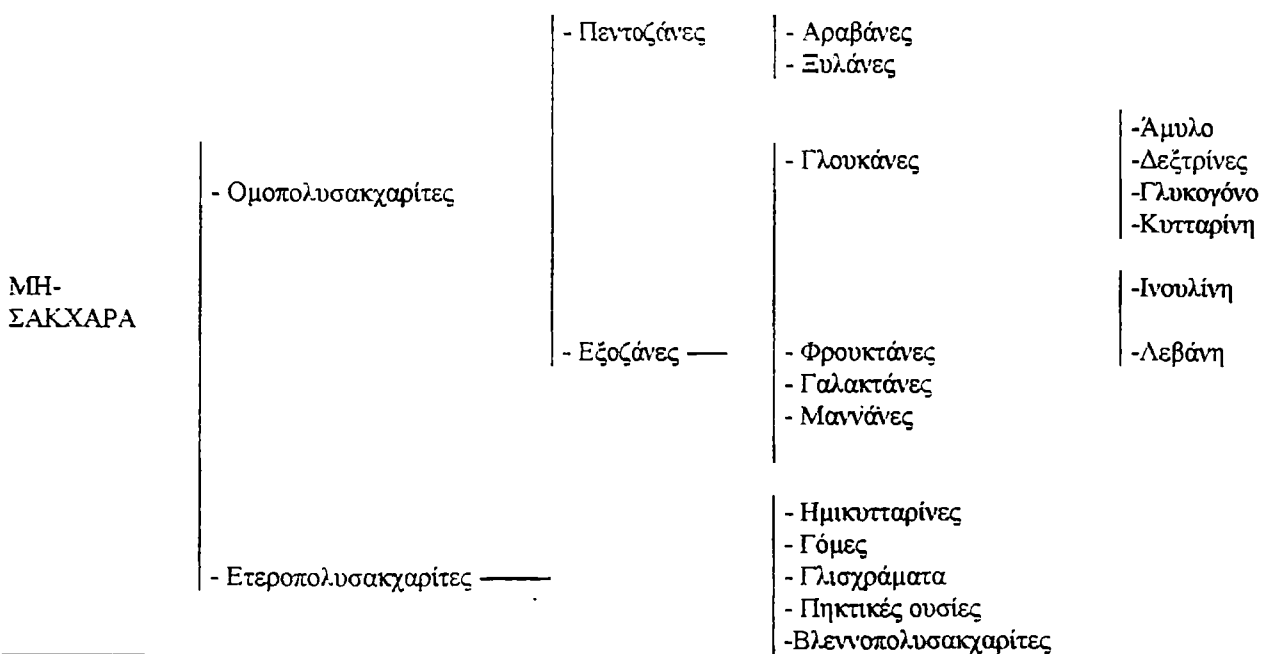 - Πεντοζάνες
- Αραβάνες
- Ξυλάνες
-Άμυλο
- Γλουκάνες
-Δεξτρίνες
- Ομοπολυσακχαρίτες
-Γλυκογόνο
-Κυτταρίνη
ΜΗ-
ΣΑΚΧΑΡΑ
-Ινουλίνη
- Εξοζάνες
- Φρουκτάνες
-Λεβάνη
- Γαλακτάνες
- Μαννάνες
- Ημικυτταρίνες
- Γόμες
- Ετεροπολυσακχαρίτες
- Γλισχράματα
- Πηκτικές ουσίες
-Βλεννοπολυσακχαρίτες